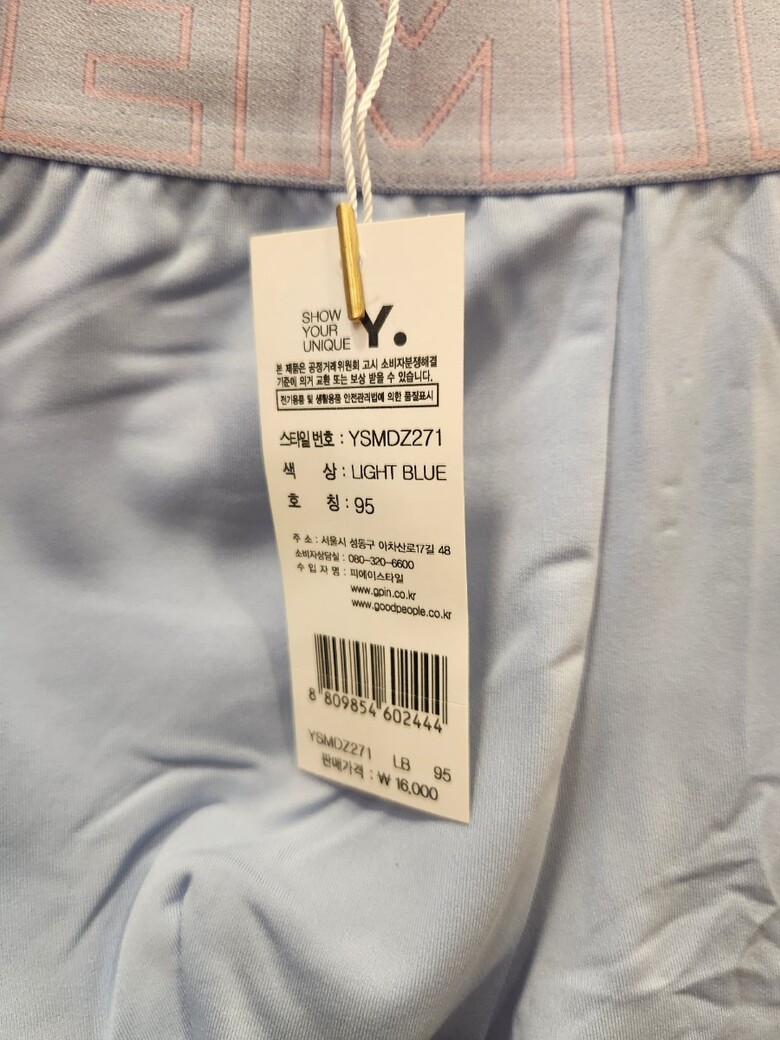 EMI
SHOW
YOUR
UNIQUE
Y.
본 제품은 공정거래위원회 고시 소비자분쟁해결
기준에 의거 교환 또는 보상 받을 수 있습니다.
전기용품 및 생활용품 안전관리법에 의한 품질표시
스타일번호 : YSMDZ271
색 상 : LIGHT BLUE
호 칭 : 95
주 소 : 서울시 성동구 아차산로17길 48
소비자상담실 : 080-320-6600
수 입 자 명 : 피에이스타일
www.gpin.co.kr
www.goodpeople.co.kr
8 809854 602444
YSMDZ271 LB 95
판매가격 : ₩ 16,000